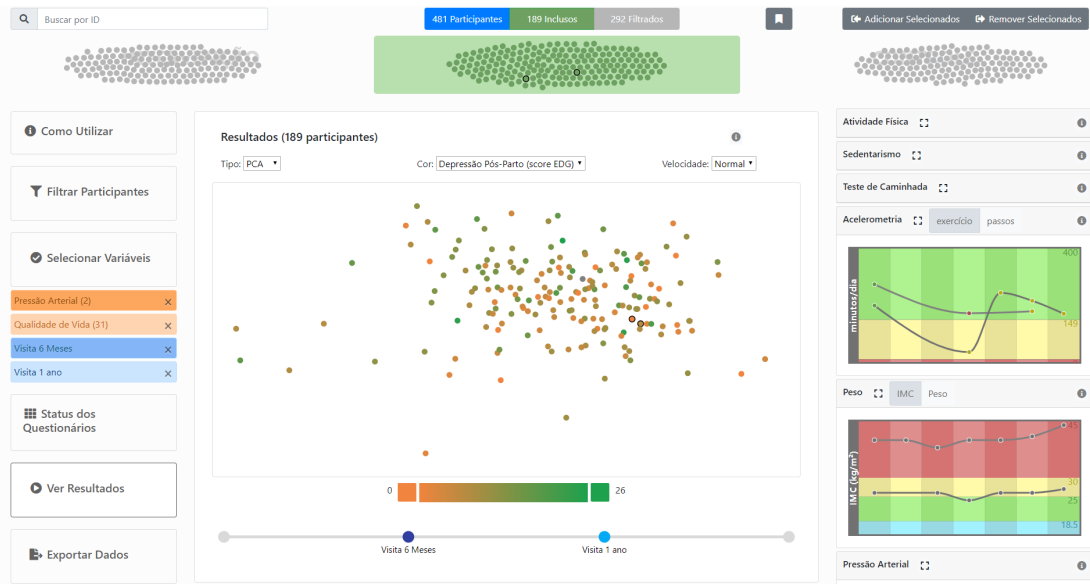 Buscar por ID
481 Participantes
189 Inclusos
292 Filtrados
Adicionar Selecionados
Remover Selecionados
Como Utilizar
Filtrar Participantes
Selecionar Variáveis
Pressão Arterial (2) ×
Qualidade de Vida (31) ×
Visita 6 Meses ×
Visita 1 ano ×
Status dos
Questionários
Ver Resultados
Exportar Dados
Resultados (189 participantes)
Tipo: PCA
Cor: Depressão Pós-Parto (score EDG)
Velocidade: Normal
0
26
Visita 6 Meses
Visita 1 ano
Atividade Física
Sedentarismo
Teste de Caminhada
Acelerometria
exercício
passos
minutos/dia
400
149
Peso
IMC
Peso
IMC (kg/m²)
45
30
25
18.5
Pressão Arterial